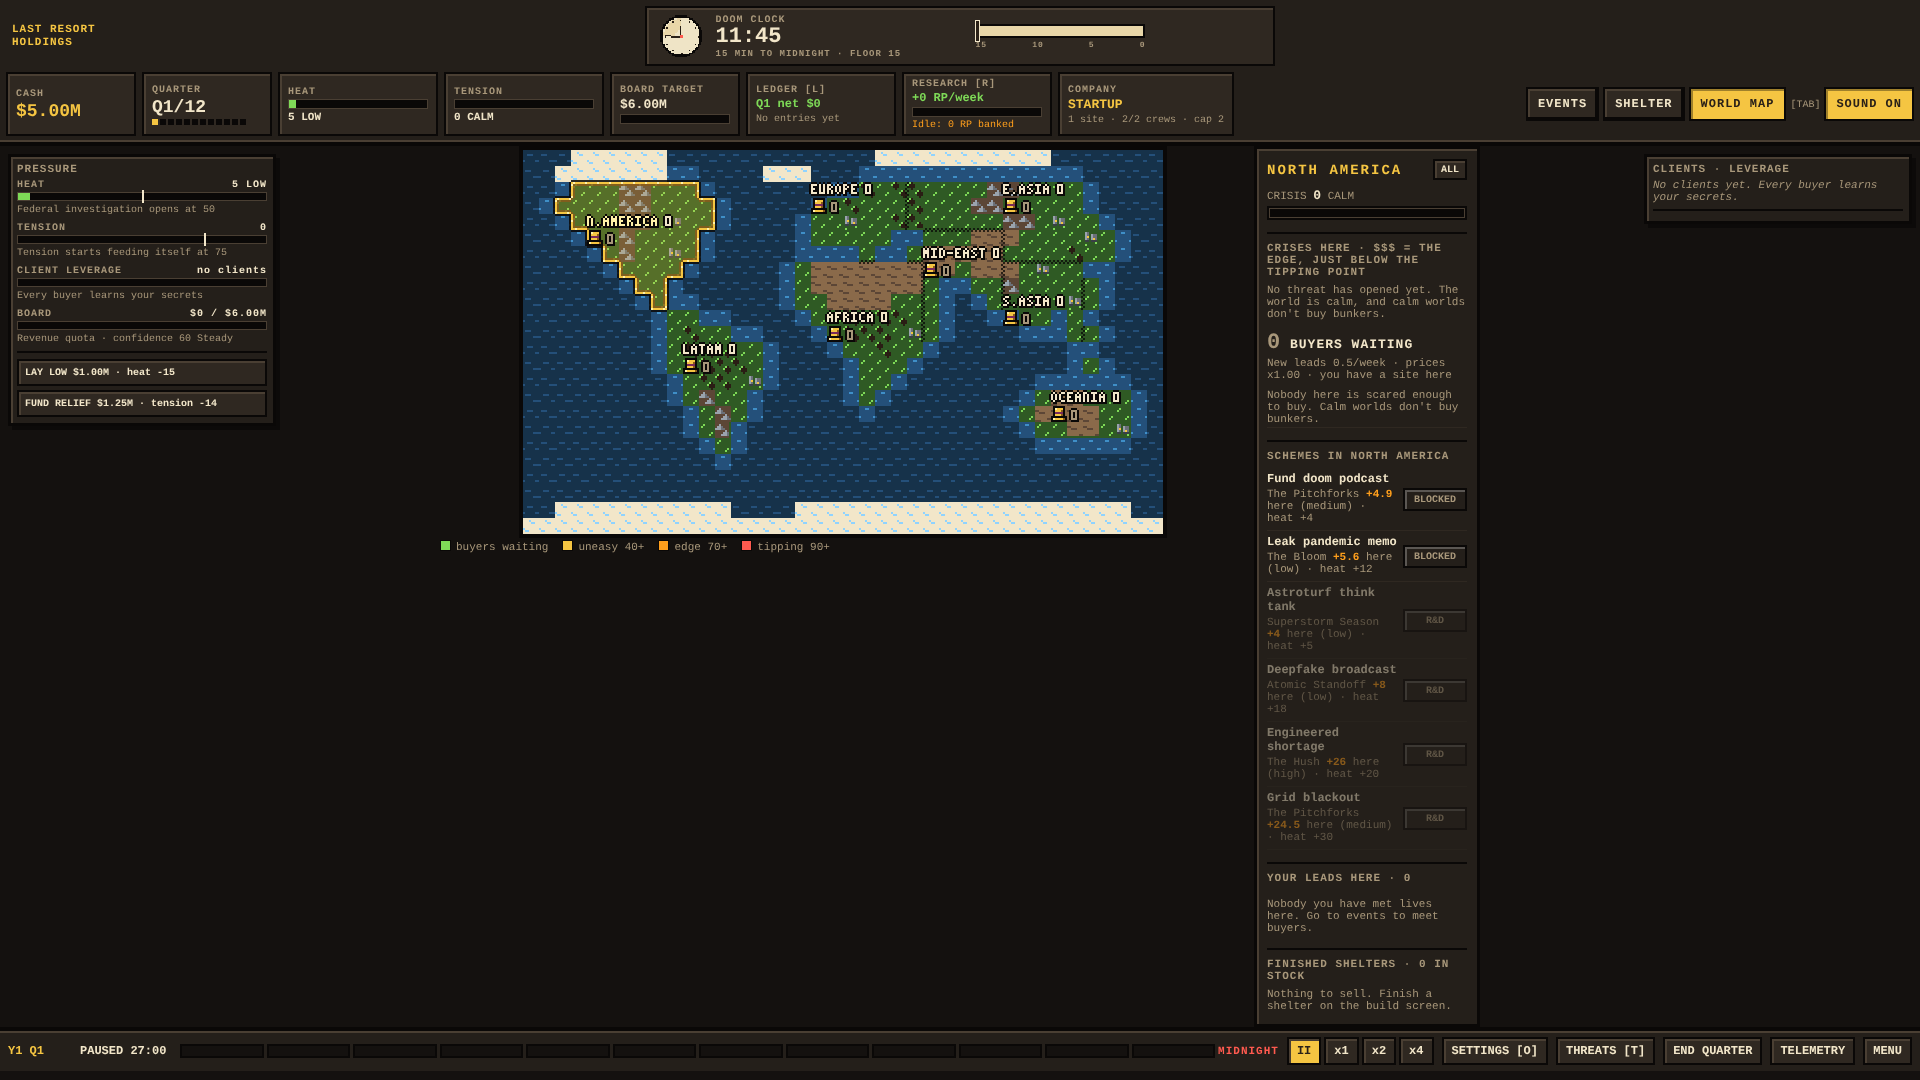 LAST RESORT
HOLDINGS
DOOM CLOCK
11:45
15 MIN TO MIDNIGHT · FLOOR 15
15 10 5 0
CASH
$5.00M
QUARTER
Q1/12
HEAT
5 LOW
TENSION
0 CALM
BOARD TARGET
$6.00M
LEDGER [L]
Q1 net $0
No entries yet
RESEARCH [R]
+0 RP/week
Idle: 0 RP banked
COMPANY
STARTUP
1 site · 2/2 crews · cap 2
EVENTS
SHELTER
WORLD MAP
[TAB]
SOUND ON
PRESSURE
HEAT 5 LOW
Federal investigation opens at 50
TENSION 0
Tension starts feeding itself at 75
CLIENT LEVERAGE no clients
Every buyer learns your secrets
BOARD $0 / $6.00M
Revenue quota · confidence 60 Steady
LAY LOW $1.00M · heat -15
FUND RELIEF $1.25M · tension -14
N.AMERICA 0
0
EUROPE 0
0
E.ASIA 0
0
MID-EAST 0
0
S.ASIA 0
0
AFRICA 0
0
LATAM 0
0
OCEANIA 0
0
buyers waiting
uneasy 40+
edge 70+
tipping 90+
NORTH AMERICA
ALL
CRISIS 0 CALM
CRISES HERE · $$$ = THE
EDGE, JUST BELOW THE
TIPPING POINT
No threat has opened yet. The
world is calm, and calm worlds
don't buy bunkers.
0 BUYERS WAITING
New leads 0.5/week · prices
x1.00 · you have a site here
Nobody here is scared enough
to buy. Calm worlds don't buy
bunkers.
SCHEMES IN NORTH AMERICA
Fund doom podcast
The Pitchforks +4.9
here (medium) ·
heat +4
BLOCKED
Leak pandemic memo
The Bloom +5.6 here
(low) · heat +12
BLOCKED
Astroturf think
tank
Superstorm Season
+4 here (low) ·
heat +5
R&D
Deepfake broadcast
Atomic Standoff +8
here (low) · heat
+18
R&D
Engineered
shortage
The Hush +26 here
(high) · heat +20
R&D
Grid blackout
The Pitchforks
+24.5 here (medium)
· heat +30
R&D
YOUR LEADS HERE · 0
Nobody you have met lives
here. Go to events to meet
buyers.
FINISHED SHELTERS · 0 IN
STOCK
Nothing to sell. Finish a
shelter on the build screen.
CLIENTS · LEVERAGE
No clients yet. Every buyer learns
your secrets.
Y1 Q1
PAUSED 27:00
MIDNIGHT
II
x1
x2
x4
SETTINGS [O]
THREATS [T]
END QUARTER
TELEMETRY
MENU